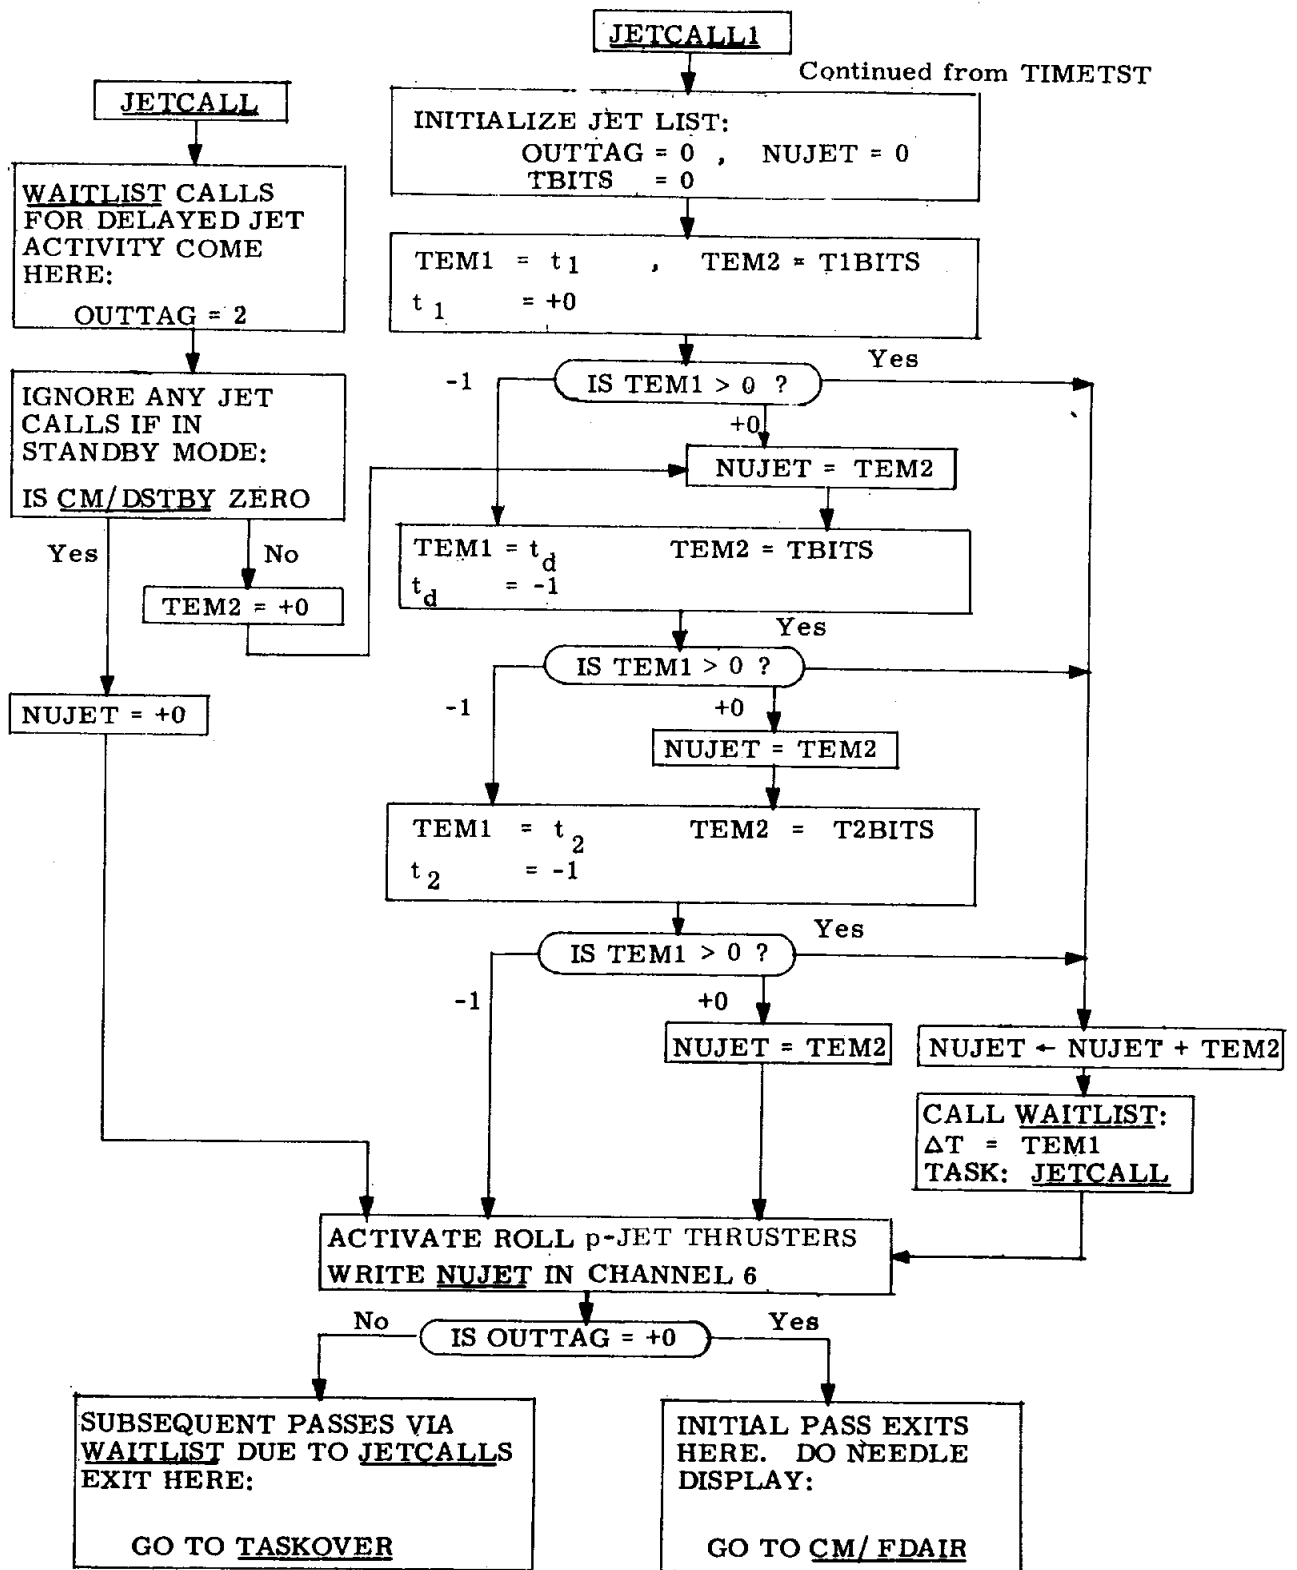 JETCALL1
Continued from TIMETST
JETCALL
INITIALIZE JET LIST:
OUTTAG = 0 , NUJET = 0
TBITS = 0
WAITLIST CALLS
FOR DELAYED JET
ACTIVITY COME
HERE:
OUTTAG = 2
TEM1 = t1 , TEM2 = T1BITS
t1 = +0
IS TEM1 > 0 ?
Yes
-1
+0
IGNORE ANY JET
CALLS IF IN
STANDBY MODE:
IS CM/DSTBY ZERO
Yes
No
TEM2 = +0
NUJET = +0
NUJET = TEM2
TEM1 = td TEM2 = TBITS
td = -1
Yes
IS TEM1 > 0 ?
-1
+0
NUJET = TEM2
TEM1 = t2 TEM2 = T2BITS
t2 = -1
Yes
IS TEM1 > 0 ?
-1
+0
NUJET = TEM2
NUJET ← NUJET + TEM2
CALL WAITLIST:
ΔT = TEM1
TASK: JETCALL
ACTIVATE ROLL p-JET THRUSTERS
WRITE NUJET IN CHANNEL 6
No
IS OUTTAG = +0
Yes
SUBSEQUENT PASSES VIA
WAITLIST DUE TO JETCALLS
EXIT HERE:
GO TO TASKOVER
INITIAL PASS EXITS
HERE. DO NEEDLE
DISPLAY:
GO TO CM/FDAIR